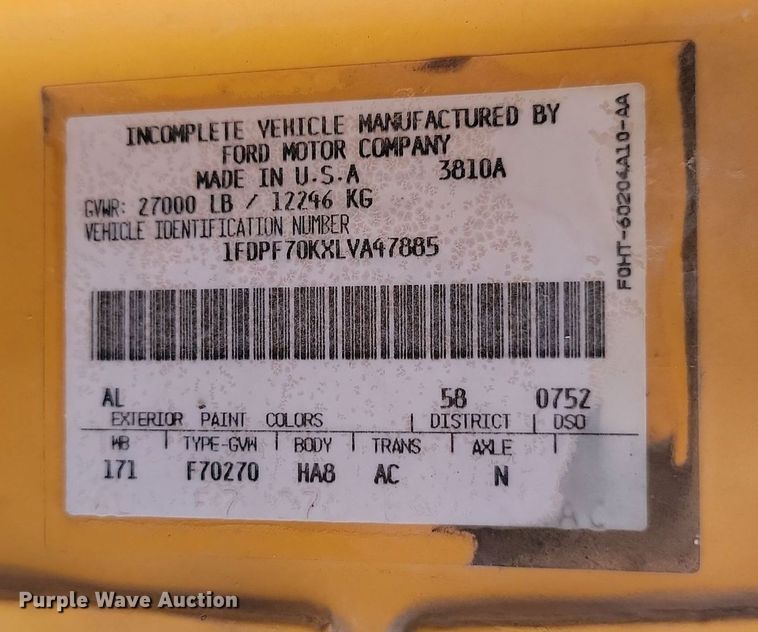 INCOMPLETE VEHICLE MANUFACTURED BY
FORD MOTOR COMPANY
MADE IN U.S.A 3810A
GVWR: 27000 LB / 12246 KG
VEHICLE IDENTIFICATION NUMBER
1FDPF70KXLVA47885
F0HT-60204A10-AA
AL 58 0752
EXTERIOR PAINT COLORS DISTRICT DSO
WB TYPE-GVW BODY TRANS AXLE
171 F70270 HA8 AC N
AC
Purple Wave Auction